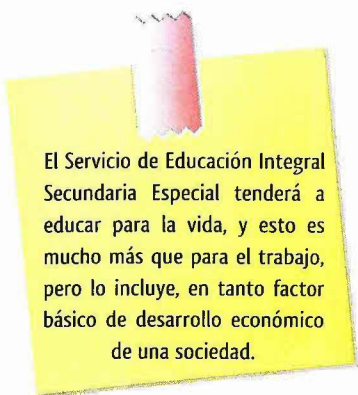 El Servicio de Educación Integral
Secundaria Especial tenderá a
educar para la vida, y esto es
mucho más que para el trabajo,
pero lo incluye, en tanto factor
básico de desarrollo económico
de una sociedad.